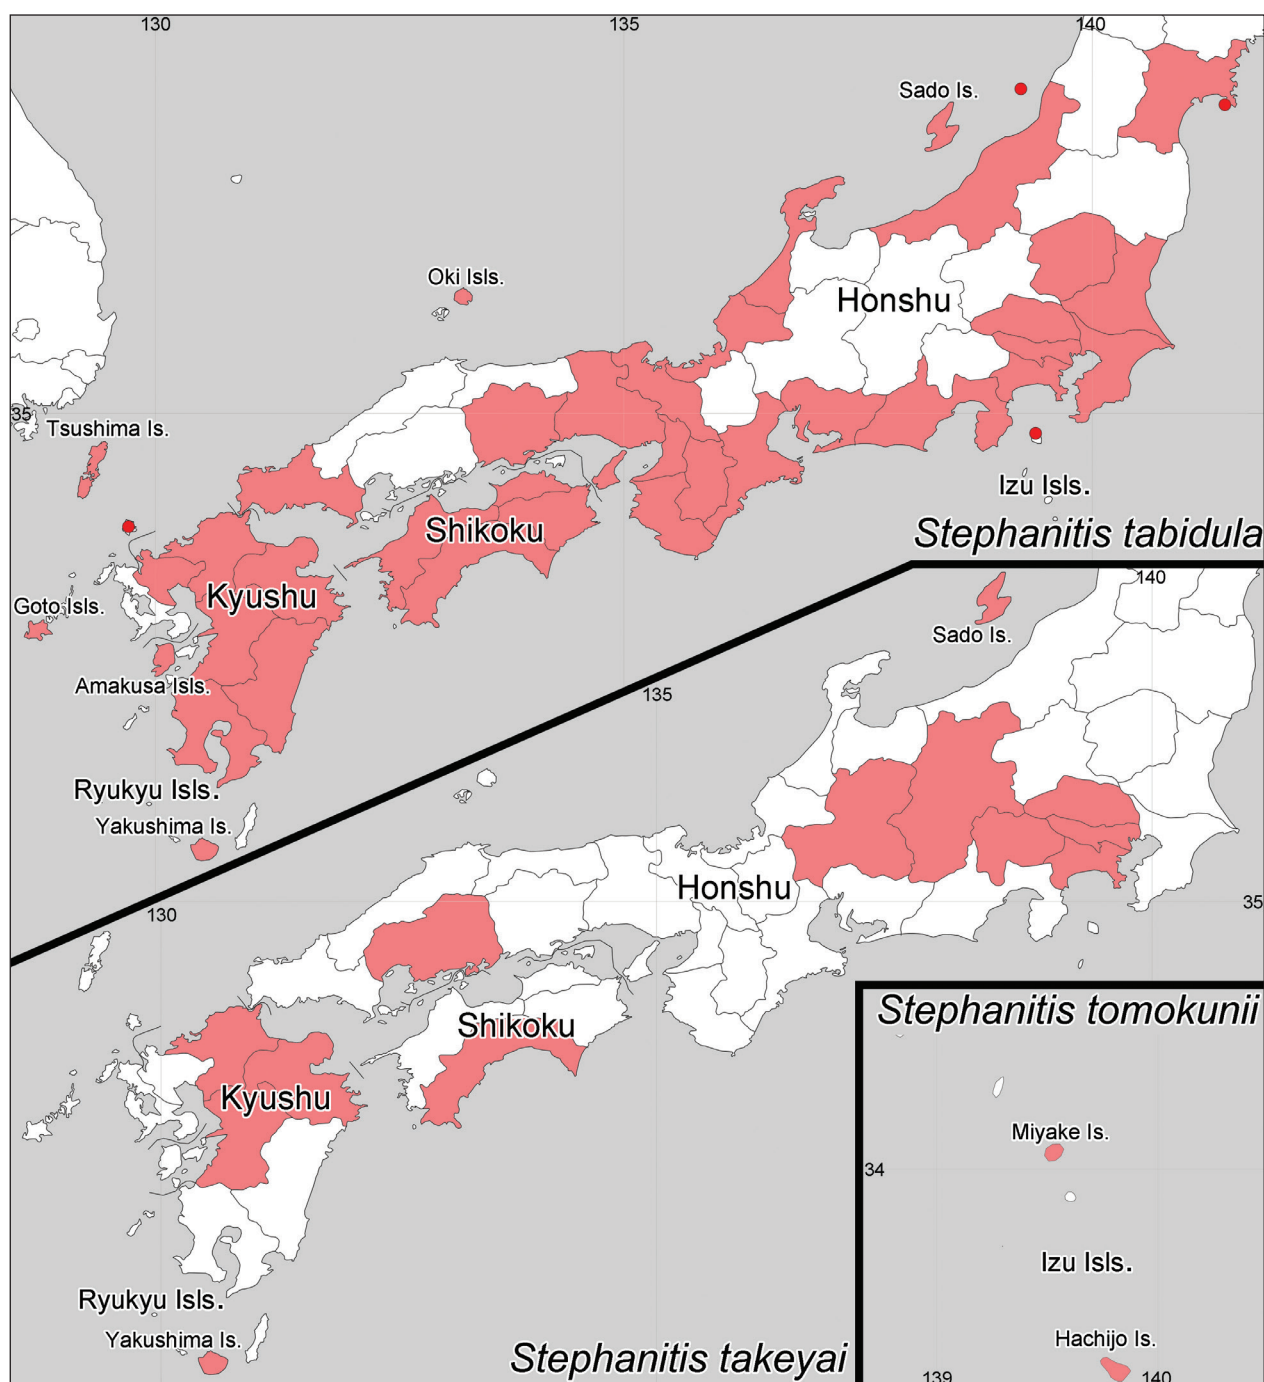 130
135
140
Sado Is.
Oki Isls.
Honshu
35
Tsushima Is.
Izu Isls.
Shikoku
Stephanitis tabidula
Kyushu
Goto Isls.
Amakusa Isls.
Ryukyu Isls.
Yakushima Is.
140
Sado Is.
135
130
Honshu
35
Shikoku
Kyushu
Ryukyu Isls.
Yakushima Is.
Stephanitis takeyai
Stephanitis tomokunii
Miyake Is.
34
Izu Isls.
Hachijo Is.
139
140